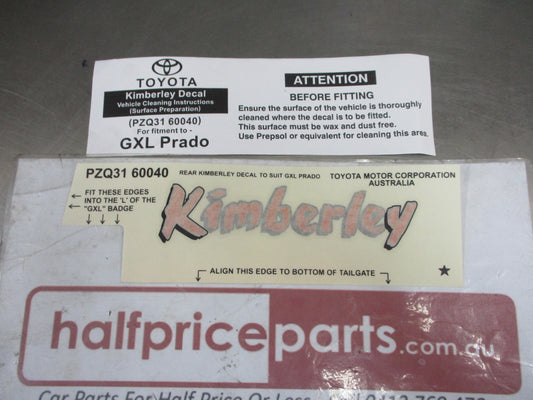 TOYOTA
Kimberley Decal
Vehicle Cleaning Instructions
(Surface Preparation)
(PZQ31 60040)
For fitment to -
GXL Prado
ATTENTION
BEFORE FITTING
Ensure the surface of the vehicle is thoroughly
cleaned where the decal is to be fitted.
This surface must be wax and dust free.
Use Prepsol or equivalent for cleaning this area.
PZQ31 60040
REAR KIMBERLEY DECAL TO SUIT GXL PRADO
TOYOTA MOTOR CORPORATION
AUSTRALIA
FIT THESE EDGES
INTO THE 'L' OF THE
"GXL" BADGE
Kimberley
ALIGN THIS EDGE TO BOTTOM OF TAILGATE
halfpriceparts.com.au
Car Parts For Half Price Or Less